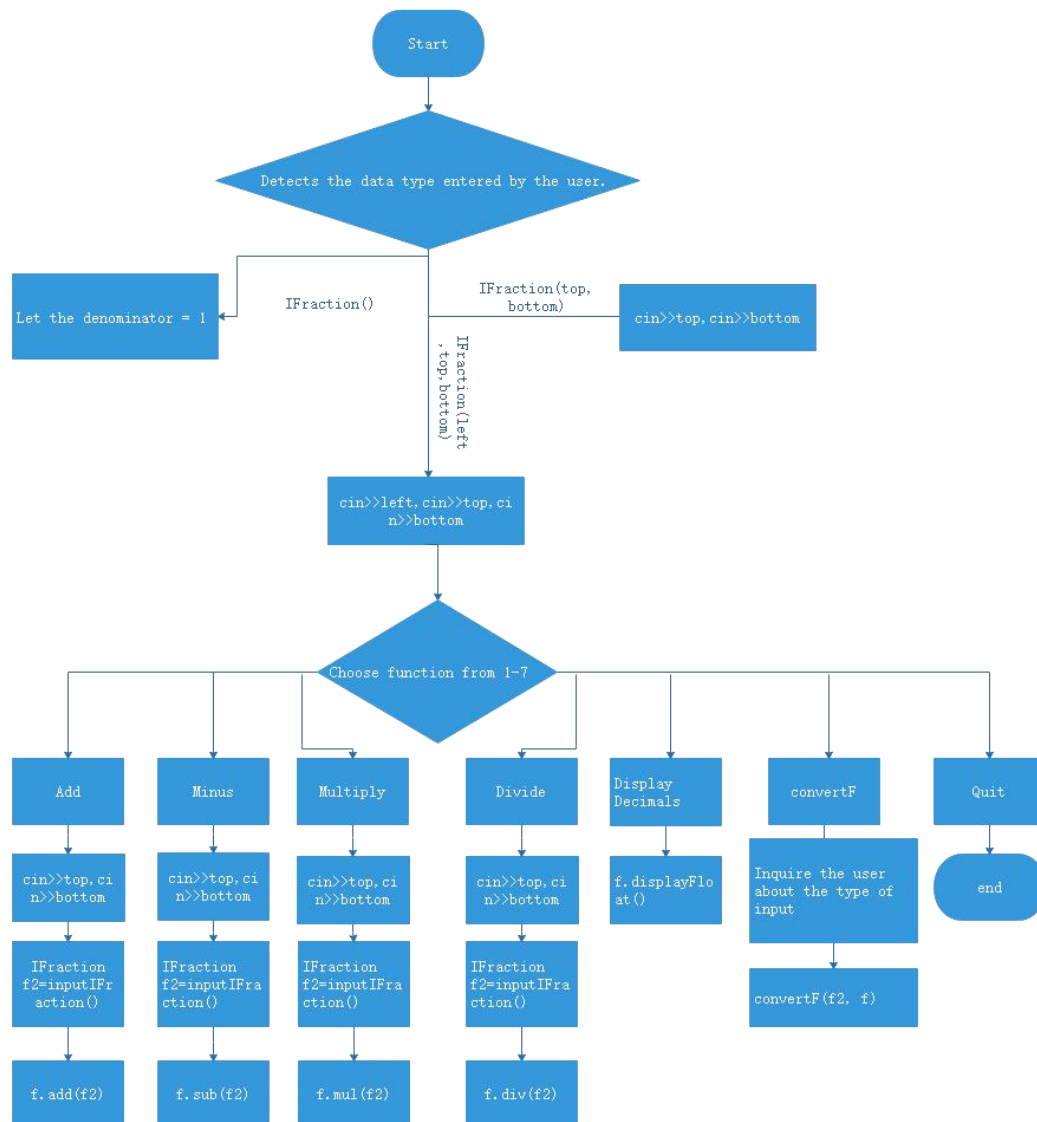 Start
Detects the data type entered by the user.
IFraction()
IFraction(top,
bottom)
Let the denominator = 1
cin>>top,cin>>bottom
IFraction(left
,top,bottom)
cin>>left,cin>>top,ci
n>>bottom
Choose function from 1-7
Add
Minus
Multiply
Divide
Display
Decimals
convertF
Quit
cin>>top,ci
n>>bottom
cin>>top,ci
n>>bottom
cin>>top,ci
n>>bottom
cin>>top,ci
n>>bottom
f.displayFlo
at()
Inquire the user
about the type of
input
end
IFraction
f2=inputIFr
action()
IFraction
f2=inputIFra
ction()
IFraction
f2=inputIFra
ction()
IFraction
f2=inputIFra
ction()
convertF(f2, f)
f.add(f2)
f.sub(f2)
f.mul(f2)
f.div(f2)